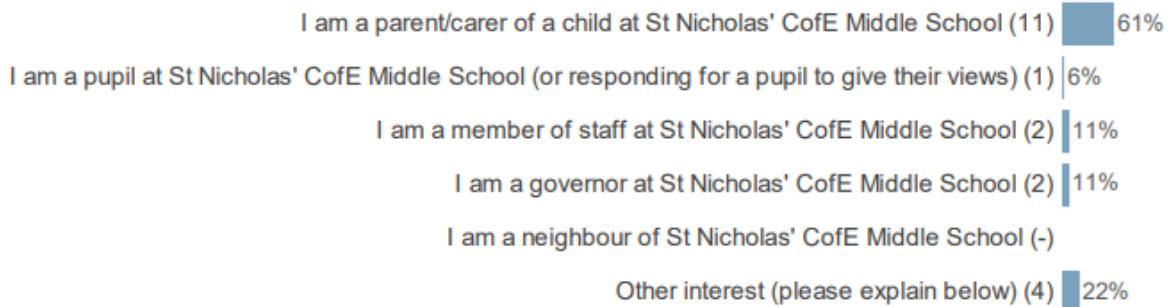 I am a parent/carer of a child at St Nicholas' CofE Middle School (11) 61%
I am a pupil at St Nicholas' CofE Middle School (or responding for a pupil to give their views) (1) 6%
I am a member of staff at St Nicholas' CofE Middle School (2) 11%
I am a governor at St Nicholas' CofE Middle School (2) 11%
I am a neighbour of St Nicholas' CofE Middle School (-)
Other interest (please explain below) (4) 22%